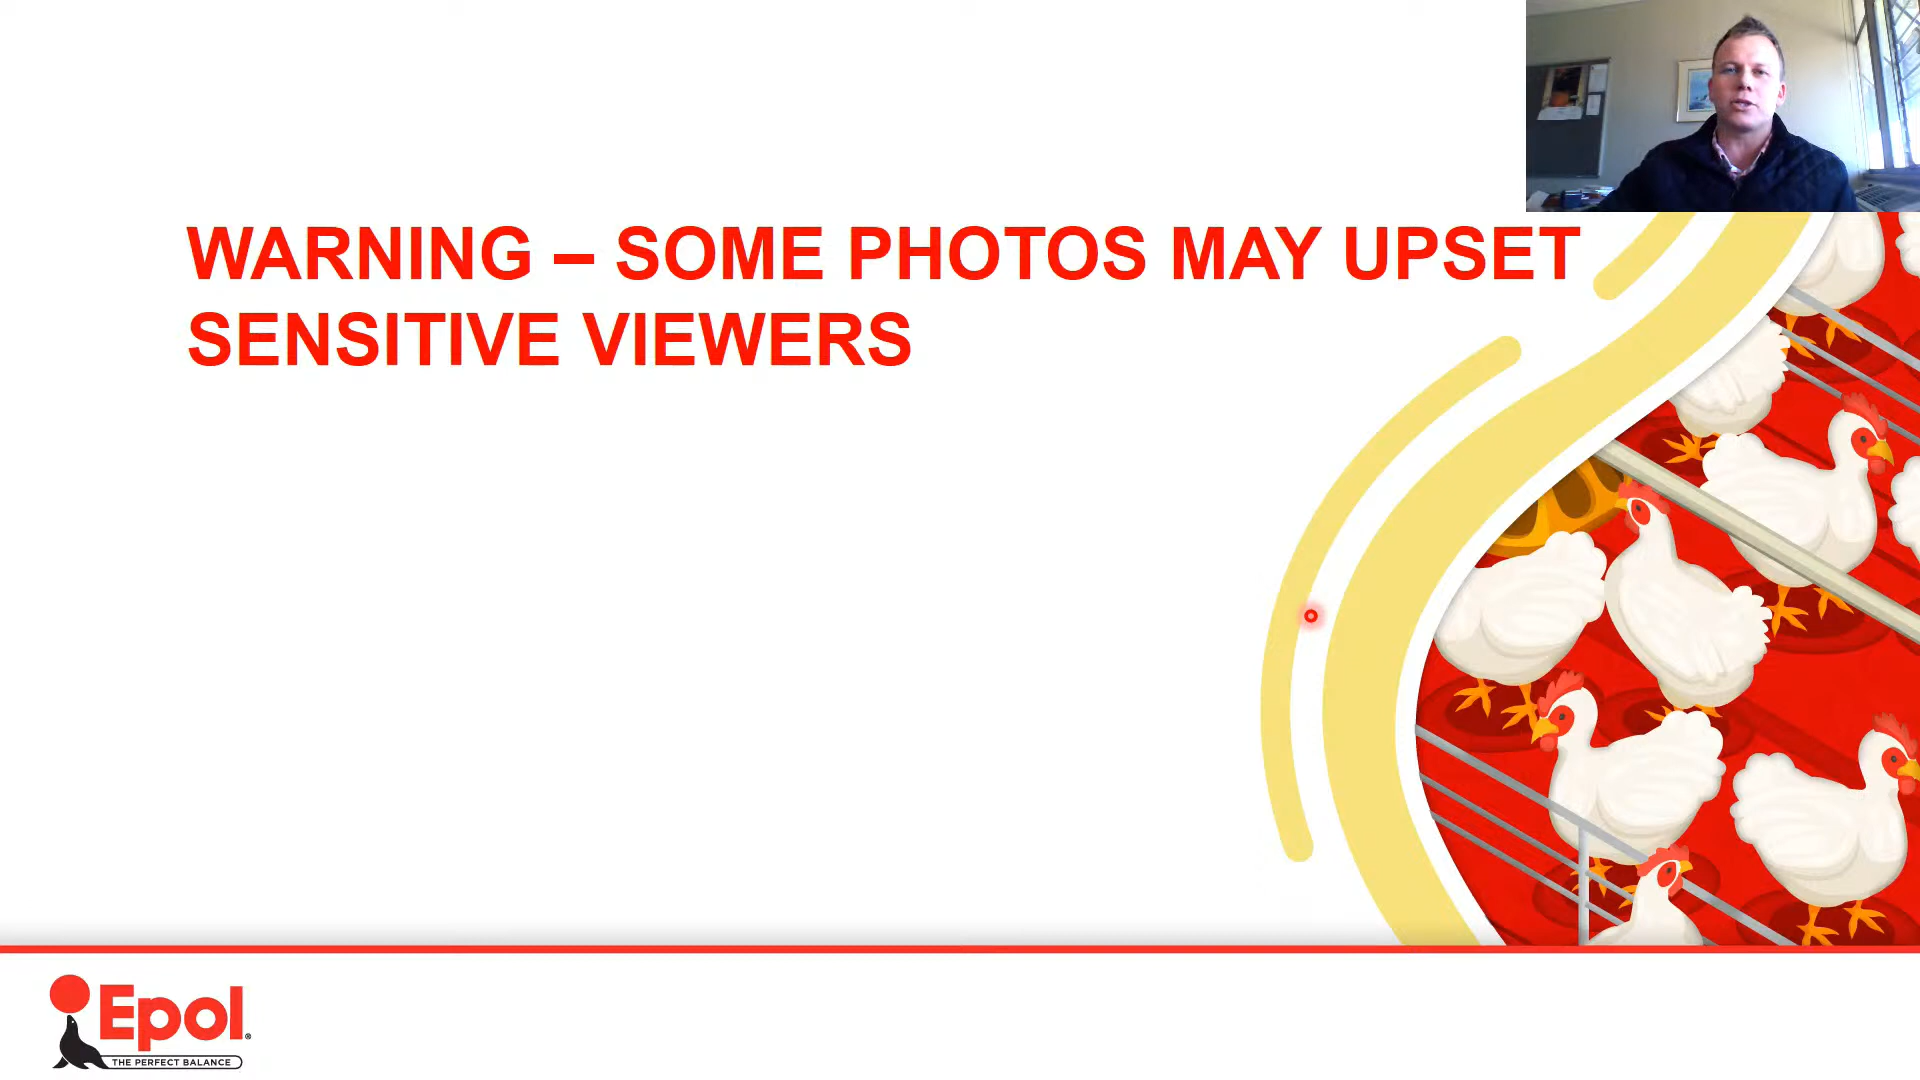 WARNING – SOME PHOTOS MAY UPSET
SENSITIVE VIEWERS
Epol®
THE PERFECT BALANCE